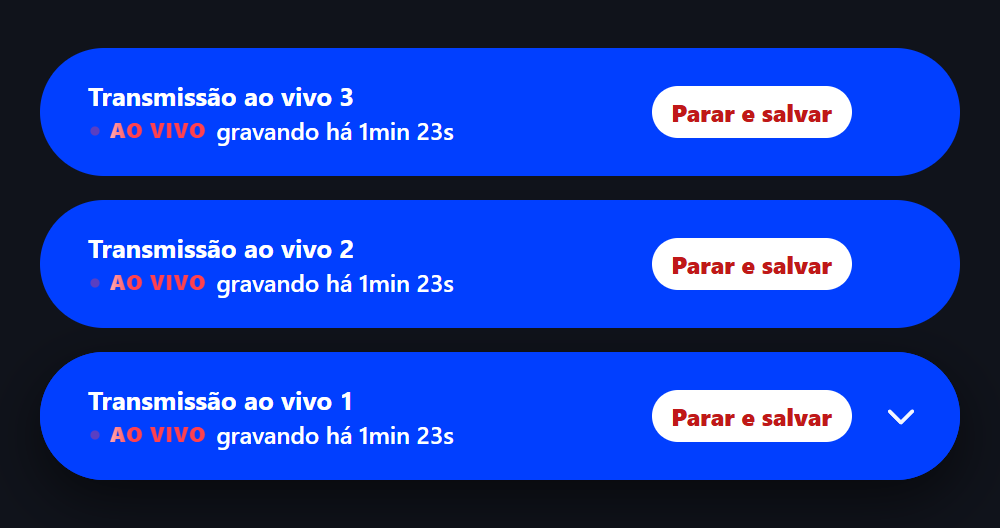 Transmissão ao vivo 3
AO VIVO gravando há 1min 23s
Parar e salvar
Transmissão ao vivo 2
AO VIVO gravando há 1min 23s
Parar e salvar
Transmissão ao vivo 1
AO VIVO gravando há 1min 23s
Parar e salvar